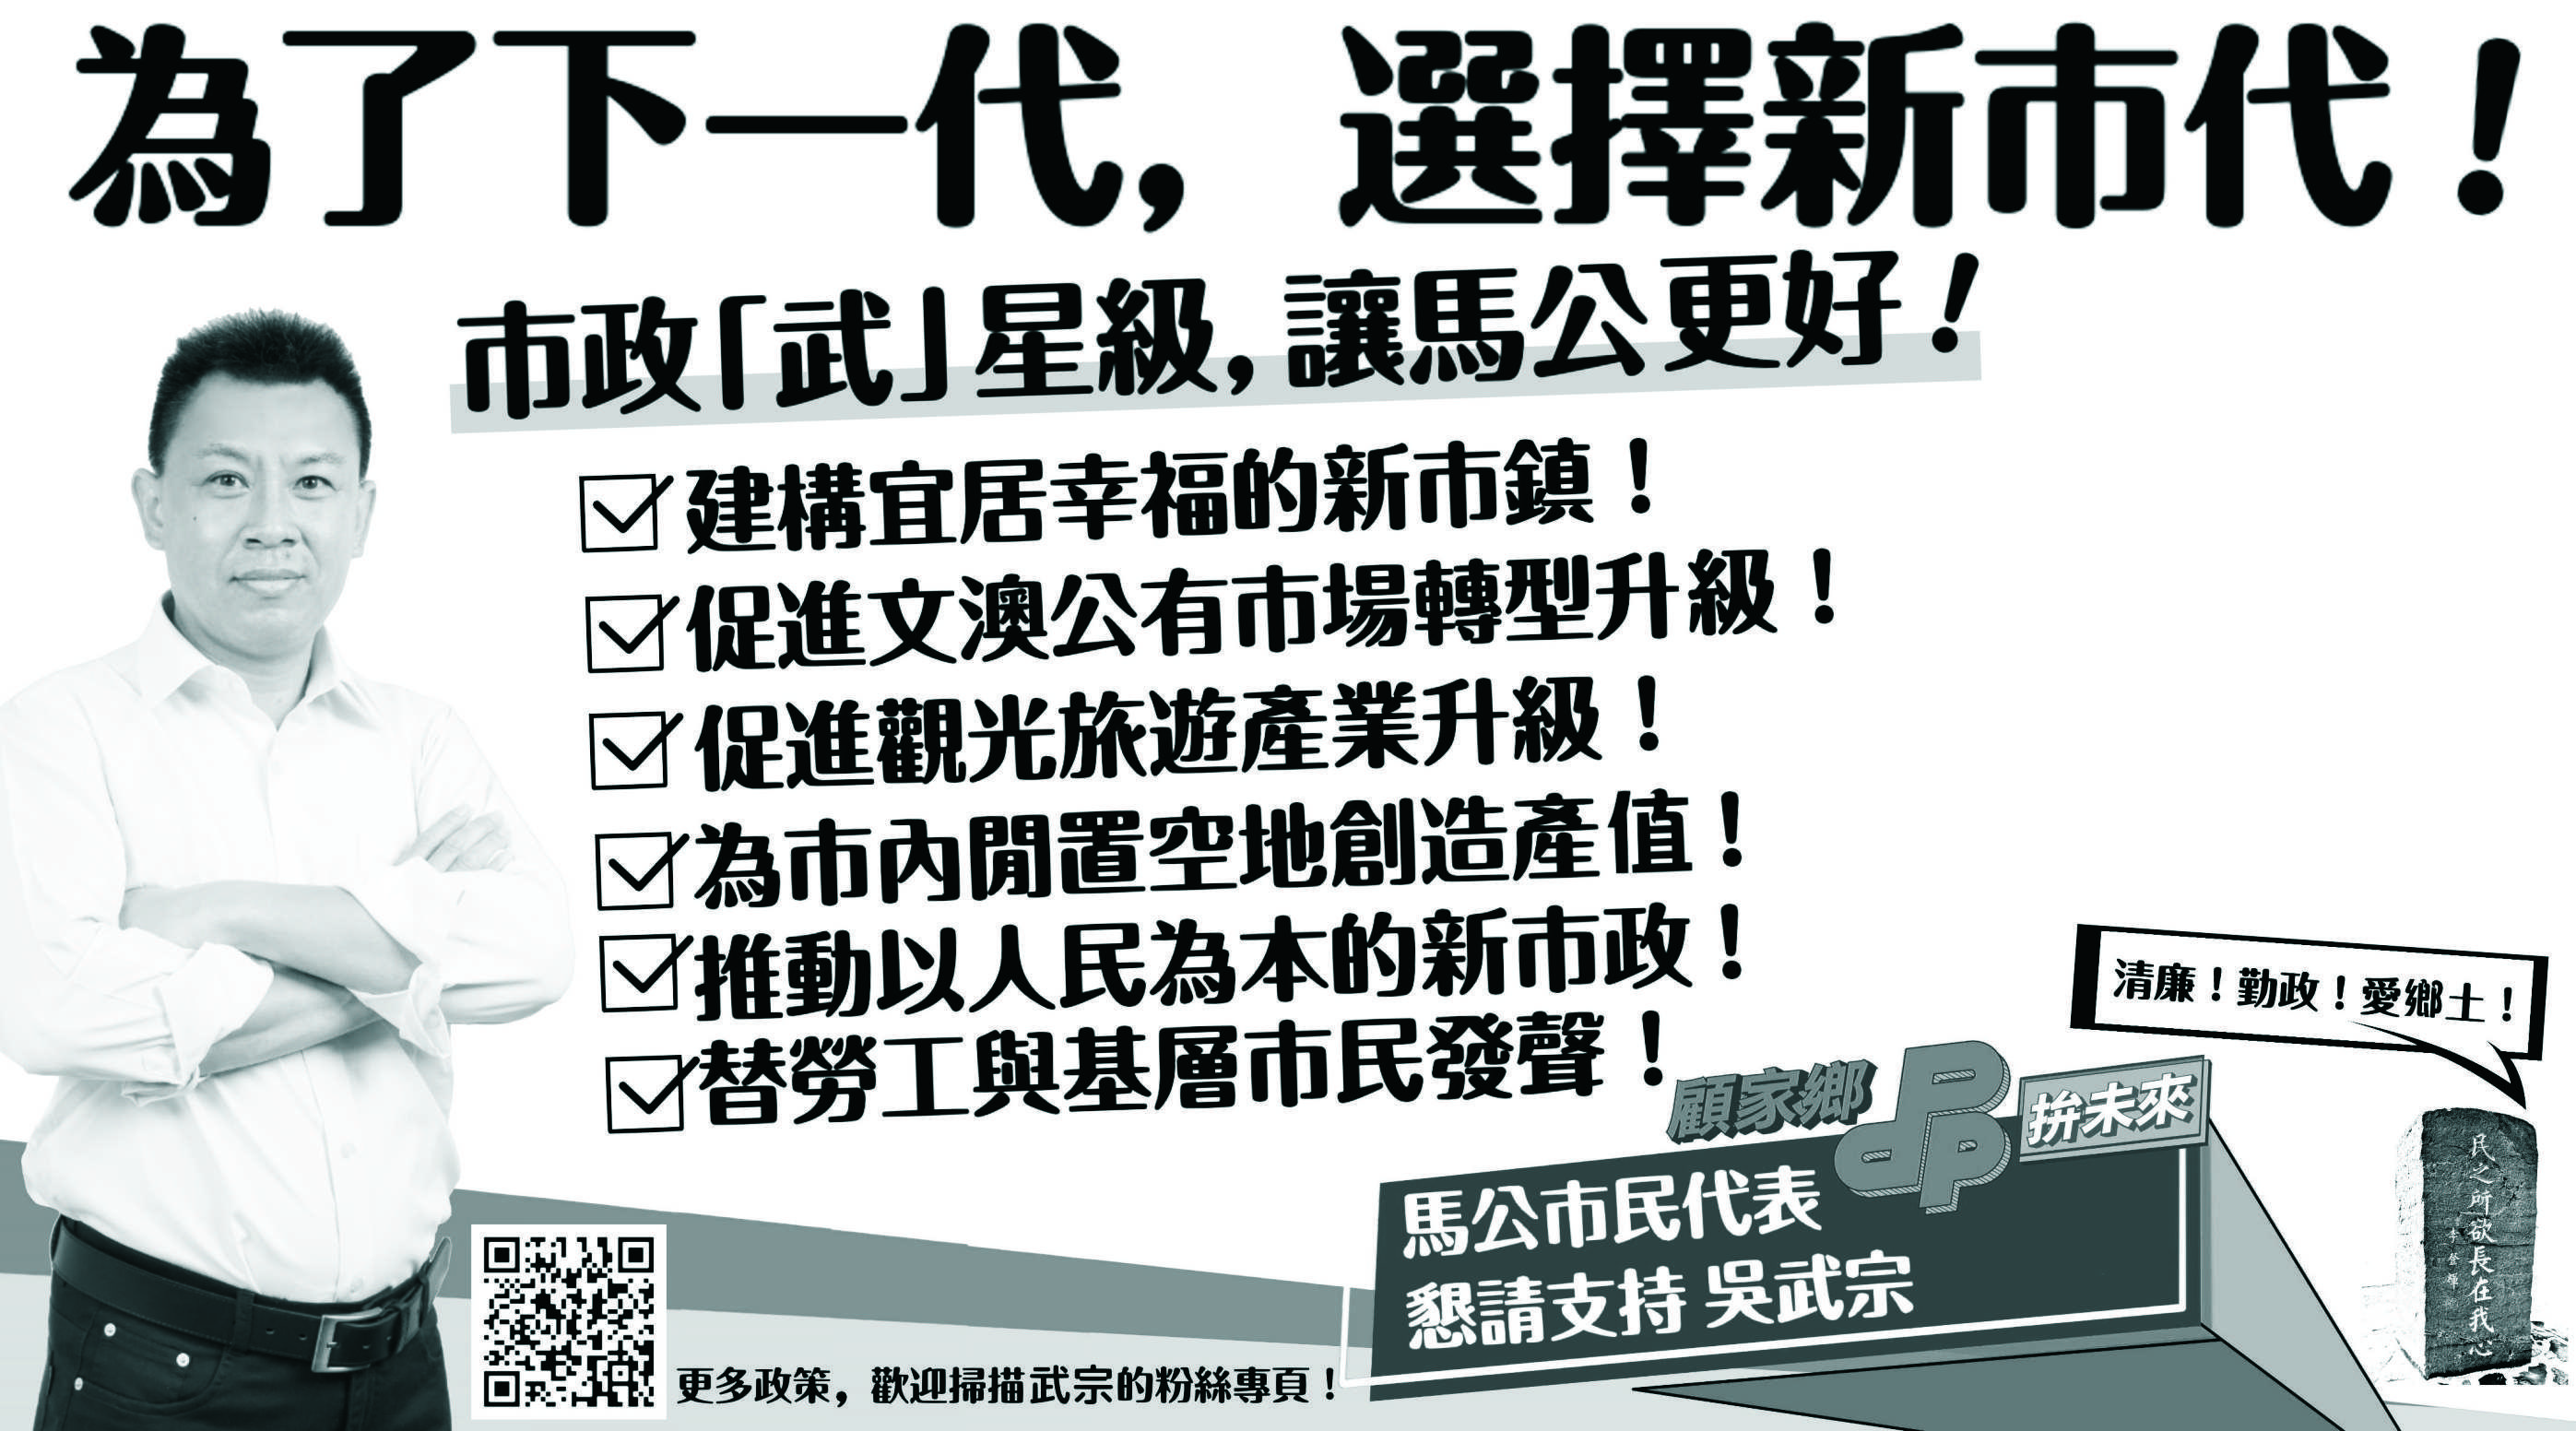 為了下一代，選擇新市代！
市政「武」星級，讓馬公更好！
建構宜居幸福的新市鎮！
促進文澳公有市場轉型升級！
促進觀光旅遊產業升級！
為市內閒置空地創造產值！
推動以人民為本的新市政！
替勞工與基層市民發聲！
清廉！勤政！愛鄉土！
顧家鄉 DPP 拚未來
民之所欲長在我心
李登輝
馬公市民代表
懇請支持 吳武宗
更多政策，歡迎掃描武宗的粉絲專頁！